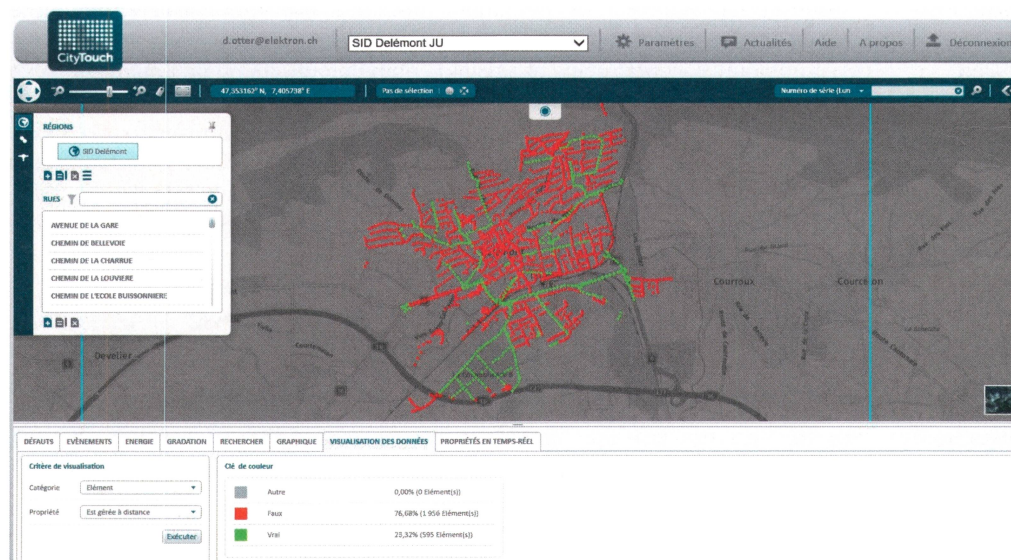 CityTouch
d.otter@elektron.ch
SID Delémont JU
Paramètres
Actualités
Aide
A propos
Déconnexion
47,353162° N, 7,405738° E
Pas de sélection
Numéro de série (Lun
RÉGIONS
SID Delémont
RUES
AVENUE DE LA GARE
CHEMIN DE BELLEVOIE
CHEMIN DE LA CHARRUE
CHEMIN DE LA LOUVIERE
CHEMIN DE L'ECOLE BUISSONNIERE
Develier
Courroux
Courcelon
DÉFAUTS
EVÈNEMENTS
ENERGIE
GRADATION
RECHERCHER
GRAPHIQUE
VISUALISATION DES DONNÉES
PROPRIÉTÉS EN TEMPS-RÉEL
Critère de visualisation
Catégorie
Elément
Propriété
Est gérée à distance
Exécuter
Clé de couleur
Autre 0,00% (0 Elément(s))
Faux 76,68% (1 956 Elément(s))
Vrai 23,32% (595 Elément(s))